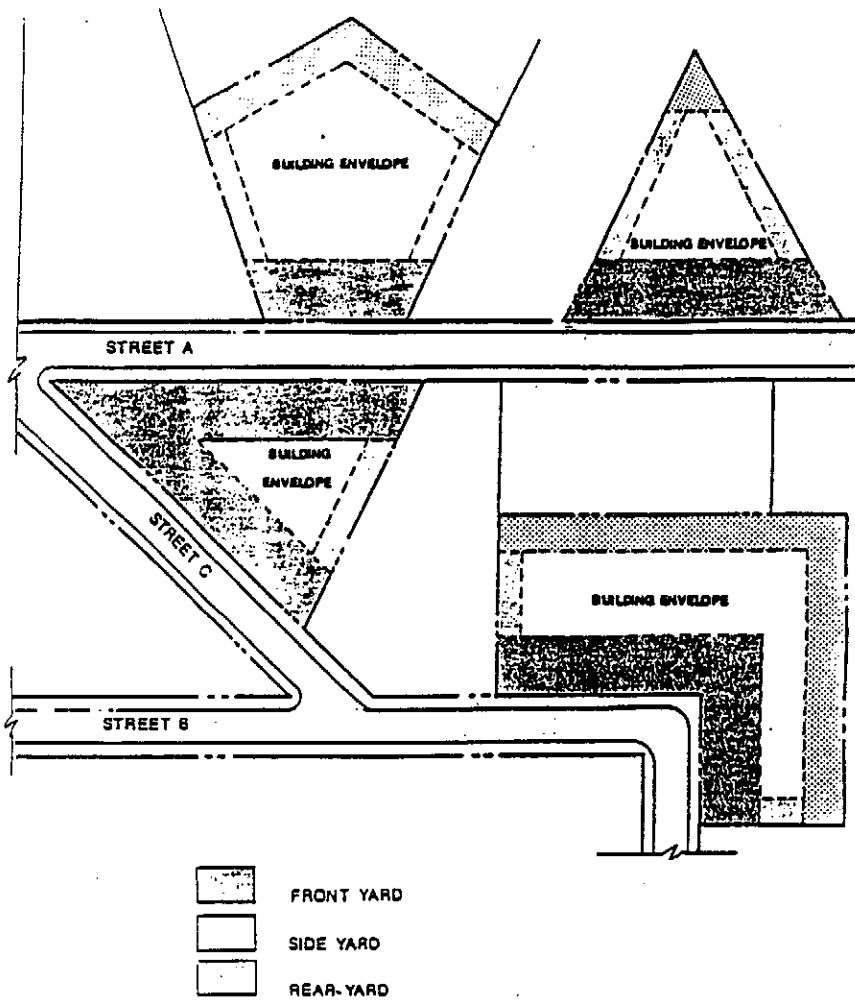 BUILDING ENVELOPE
BUILDING ENVELOPE
STREET A
BUILDING
ENVELOPE
STREET C
BUILDING ENVELOPE
STREET B
FRONT YARD
SIDE YARD
REAR-YARD